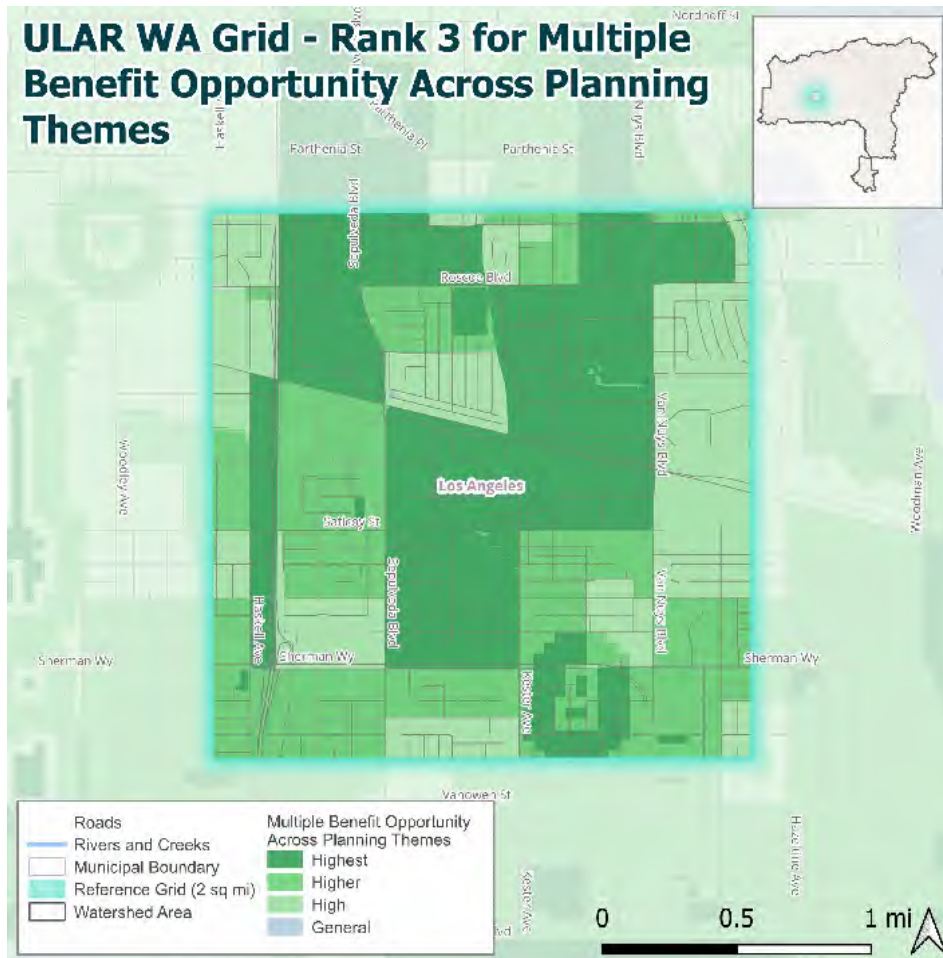 Nordhoff St
ULAR WA Grid - Rank 3 for Multiple
Benefit Opportunity Across Planning
Themes
Haskell
Parthenia Pl
Nuys Blvd
Parthenia St
Parthenia St
Sepulveda Blvd
Roscoe Blvd
Van Nuys Blvd
Woodley Ave
Woodman Ave
Los Angeles
Saticoy St
Sepulveda Blvd
Van Nuys Blvd
Haskell Ave
Sherman Wy
Sherman Wy
Sherman Wy
Kester Ave
Vanowen St
Hazeltine Ave
Kester Ave
lvd
Roads
Rivers and Creeks
Municipal Boundary
Reference Grid (2 sq mi)
Watershed Area
Multiple Benefit Opportunity
Across Planning Themes
Highest
Higher
High
General
0 0.5 1 mi